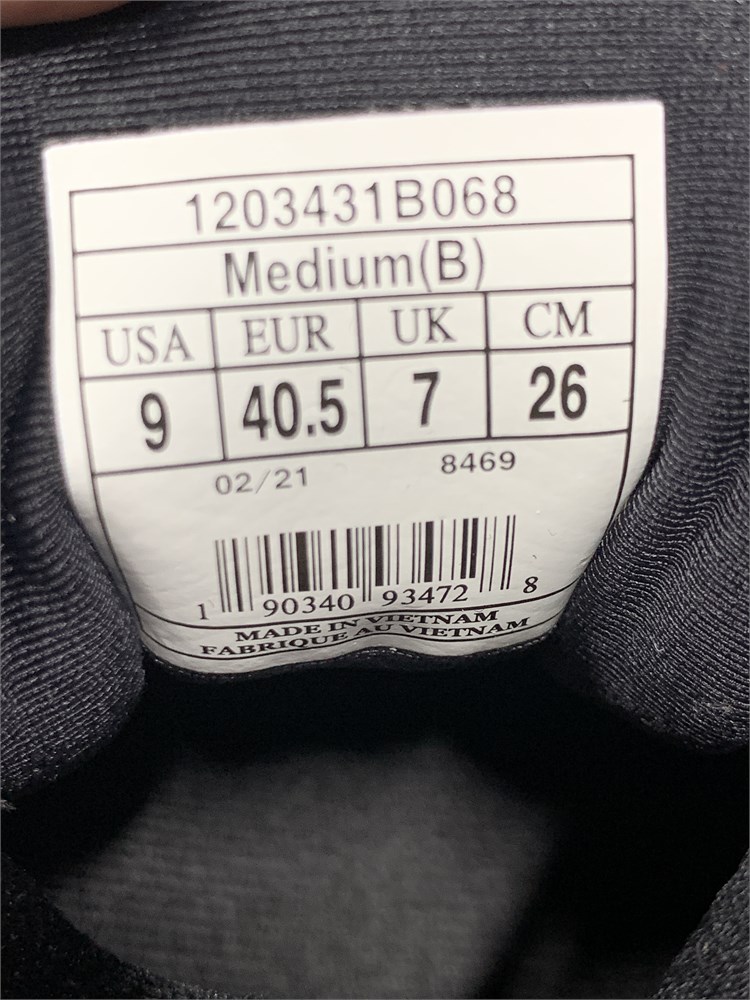 1203431B068
Medium(B)
USA EUR UK CM
9 40.5 7 26
02/21 8469
1 90340 93472 8
MADE IN VIETNAM
FABRIQUE AU VIETNAM